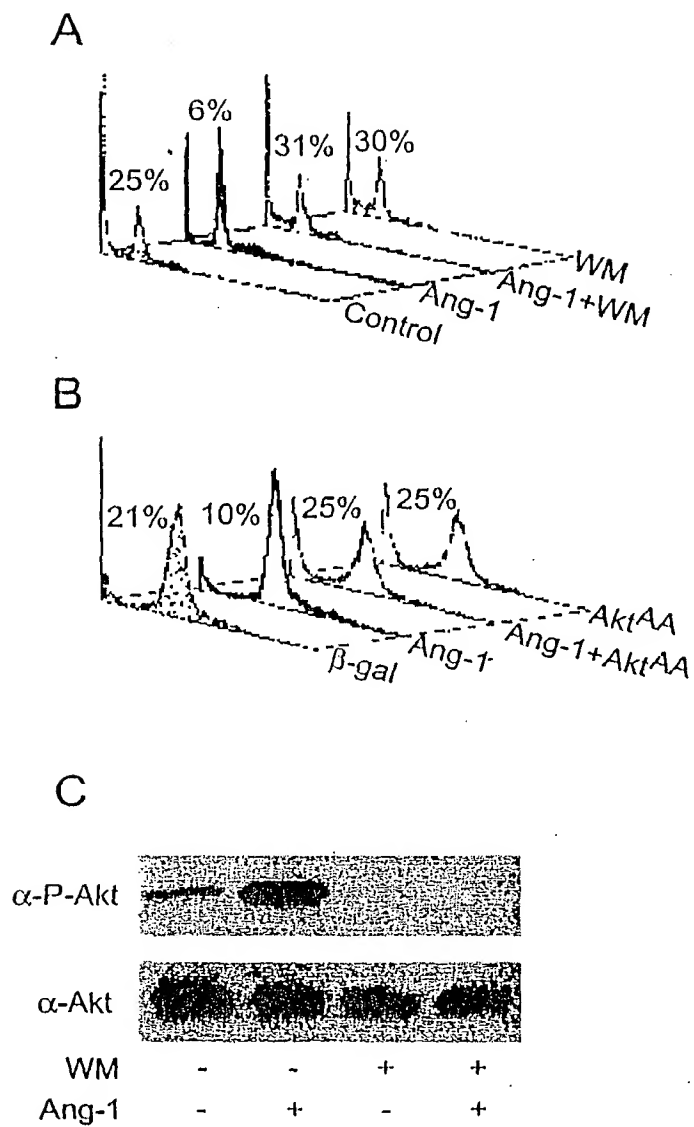 A
6%
31%
30%
25%
WM
Ang-1+WM
Ang-1
Control
B
21%
10%
25%
25%
AktAA
Ang-1+AktAA
Ang-1
β-gal
C
α-P-Akt
α-Akt
WM - - + +
Ang-1 - + - +